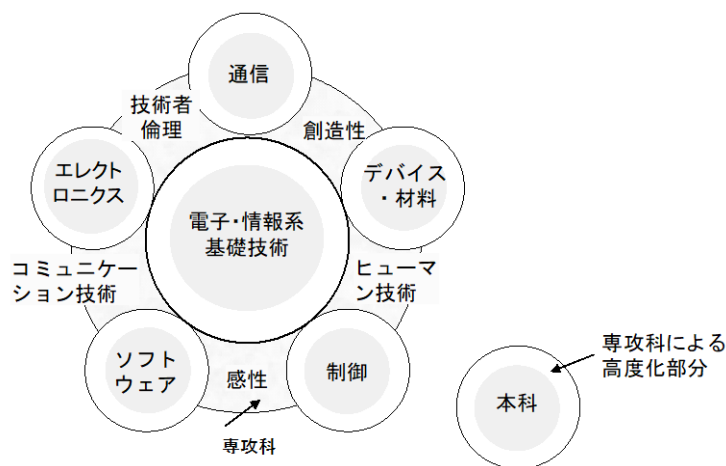 通信
技術者
倫理
創造性
エレクト
ロニクス
デバイス
・材料
電子・情報系
基礎技術
コミュニケー
ション技術
ヒューマ
ン技術
ソフト
ウェア
感性
制御
専攻科
専攻科による
高度化部分
本科